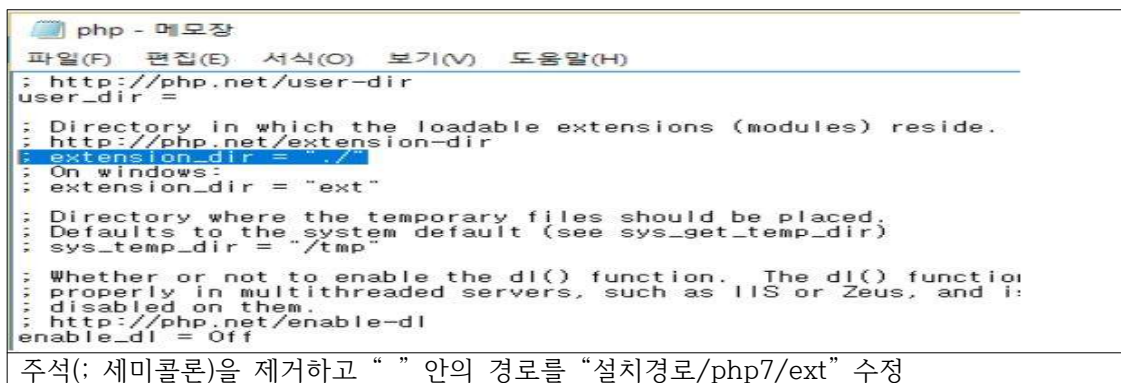 php - 메모장
파일(F) 편집(E) 서식(O) 보기(V) 도움말(H)
; http://php.net/user-dir
user_dir =
; Directory in which the loadable extensions (modules) reside.
; http://php.net/extension-dir
; extension_dir = "./"
; On windows:
; extension_dir = "ext"
; Directory where the temporary files should be placed.
; Defaults to the system default (see sys_get_temp_dir)
; sys_temp_dir = "/tmp"
; Whether or not to enable the dl() function. The dl() function
; properly in multithreaded servers, such as IIS or Zeus, and
; disabled on them.
; http://php.net/enable-dl
enable_dl = Off
주석(; 세미콜론)을 제거하고 “ ” 안의 경로를 “설치경로/php7/ext” 수정